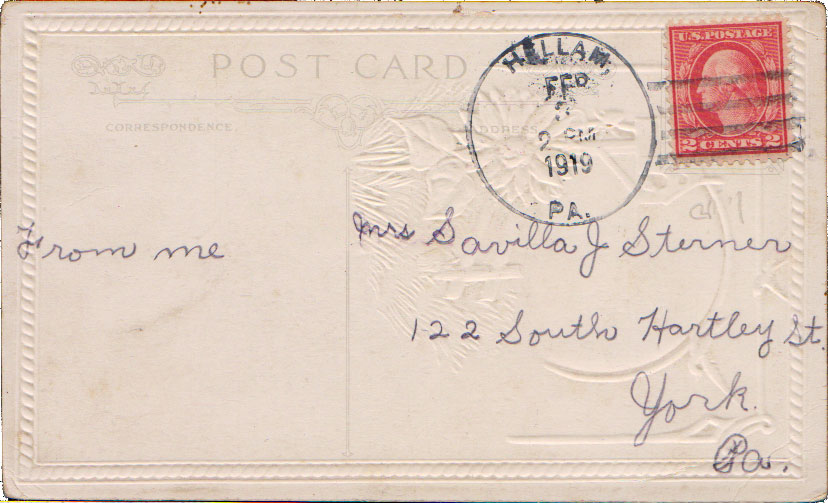 POST CARD
CORRESPONDENCE.
ADDRESS
HELLAM,
FEB
3
2 PM
1919
PA.
U.S. POSTAGE
2 CENTS 2
From me
Mrs Savilla J Sterner
122 South Hartley St.
York.
Pa.